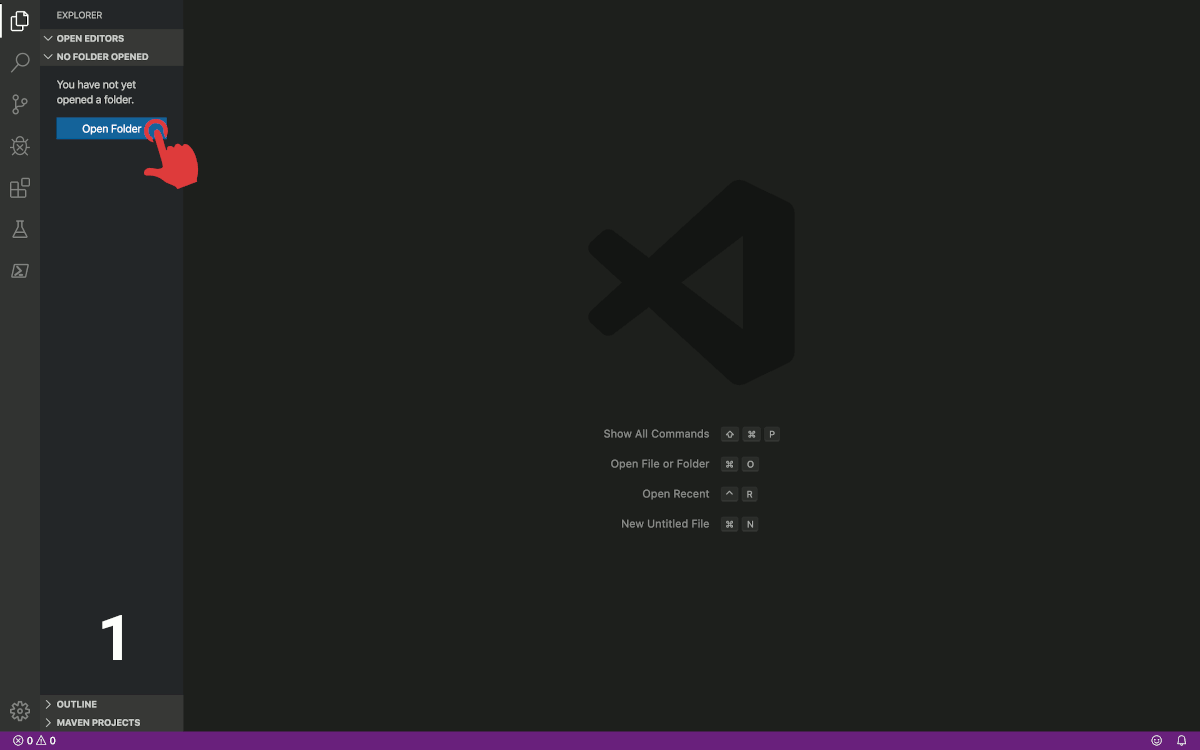 EXPLORER
OPEN EDITORS
NO FOLDER OPENED
You have not yet
opened a folder.
Open Folder
Show All Commands ⇧ ⌘ P
Open File or Folder ⌘ O
Open Recent ^ R
New Untitled File ⌘ N
1
OUTLINE
MAVEN PROJECTS
0 0